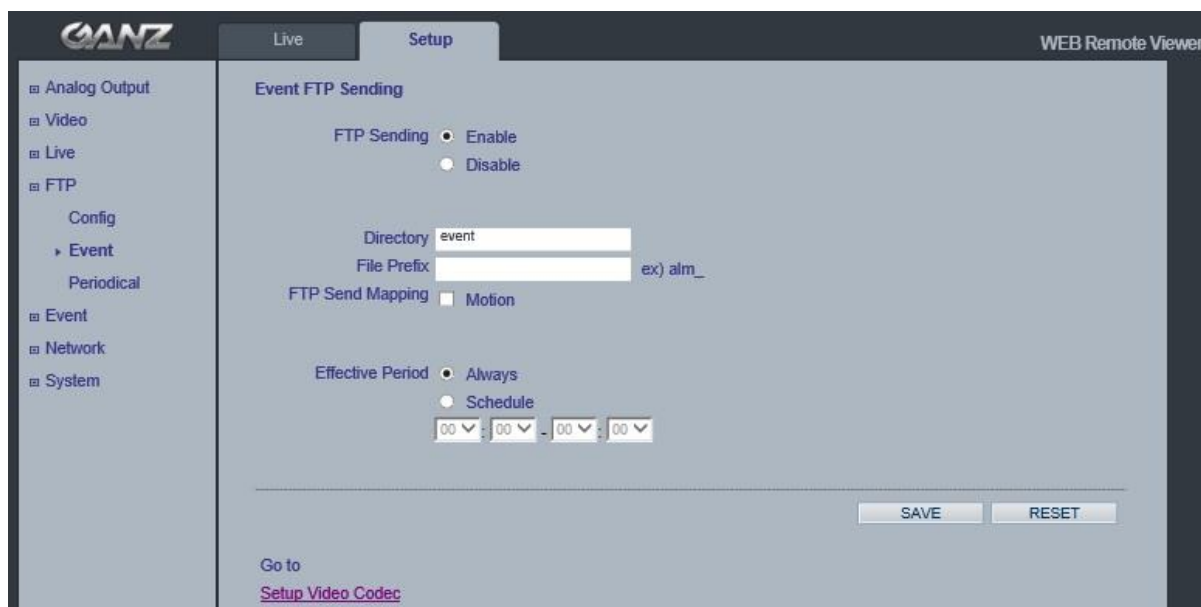 GANZ
Live
Setup
WEB Remote Viewer
Analog Output
Video
Live
FTP
Config
Event
Periodical
Event
Network
System
Event FTP Sending
FTP Sending Enable
Disable
Directory event
File Prefix ex) alm_
FTP Send Mapping Motion
Effective Period Always
Schedule
00 : 00 - 00 : 00
SAVE RESET
Go to
Setup Video Codec